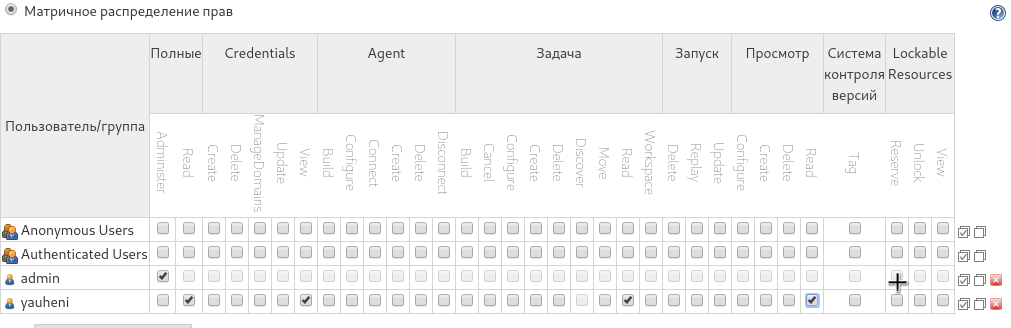 Матричное распределение прав
Пользователь/группа
Полные
Credentials
Agent
Задача
Запуск
Просмотр
Система
контроля
версий
Lockable
Resources
Administer
Read
Create
Delete
ManageDomains
Update
View
Build
Configure
Connect
Create
Delete
Disconnect
Build
Cancel
Configure
Create
Delete
Discover
Move
Read
Workspace
Delete
Replay
Update
Configure
Create
Delete
Read
Tag
Reserve
Unlock
View
Anonymous Users
Authenticated Users
admin
yauheni